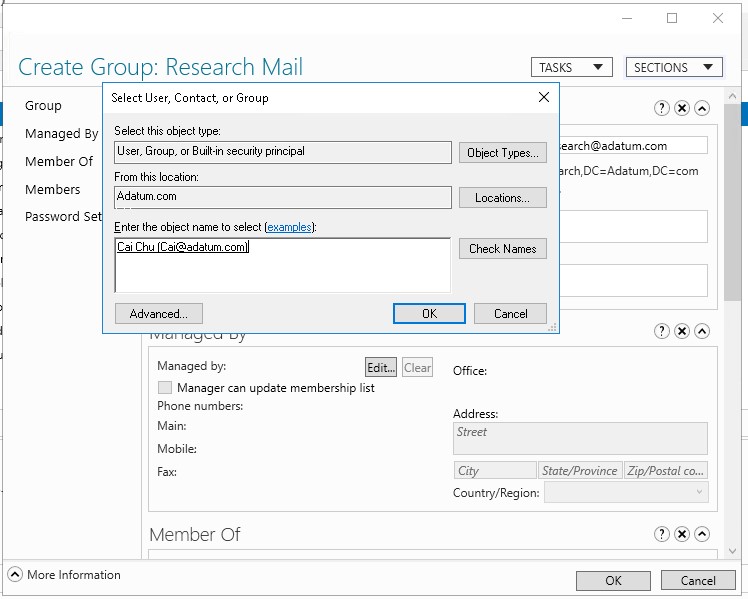 Create Group: Research Mail
TASKS
SECTIONS
Group
Managed By
Member Of
Members
Password Set
Select User, Contact, or Group
Select this object type:
User, Group, or Built-in security principal
Object Types...
From this location:
Adatum.com
Locations...
Enter the object name to select (examples):
Cai Chu (Cai@adatum.com)
Check Names
Advanced...
OK
Cancel
search@adatum.com
arch,DC=Adatum,DC=com
Managed By
Managed by:
Edit...
Clear
Office:
Manager can update membership list
Phone numbers:
Main:
Address:
Street
Mobile:
Fax:
City
State/Province
Zip/Postal co...
Country/Region:
Member Of
More Information
OK
Cancel